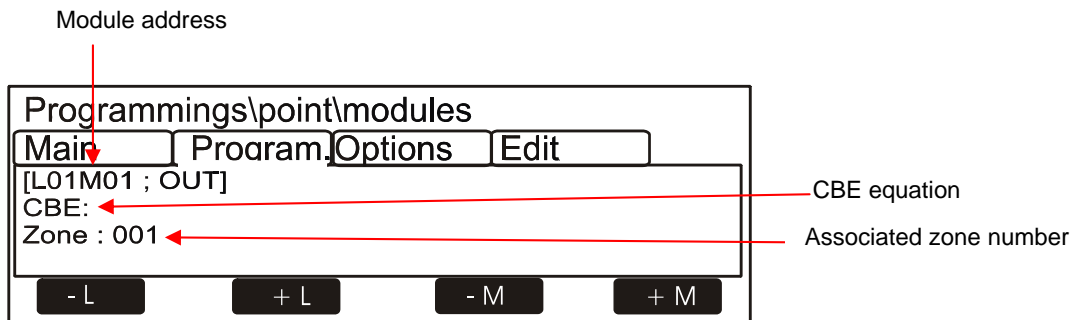 Module address
Programmings\point\modules
Main Program. Options Edit
[L01M01 ; OUT]
CBE:
CBE equation
Zone : 001
Associated zone number
- L + L - M + M